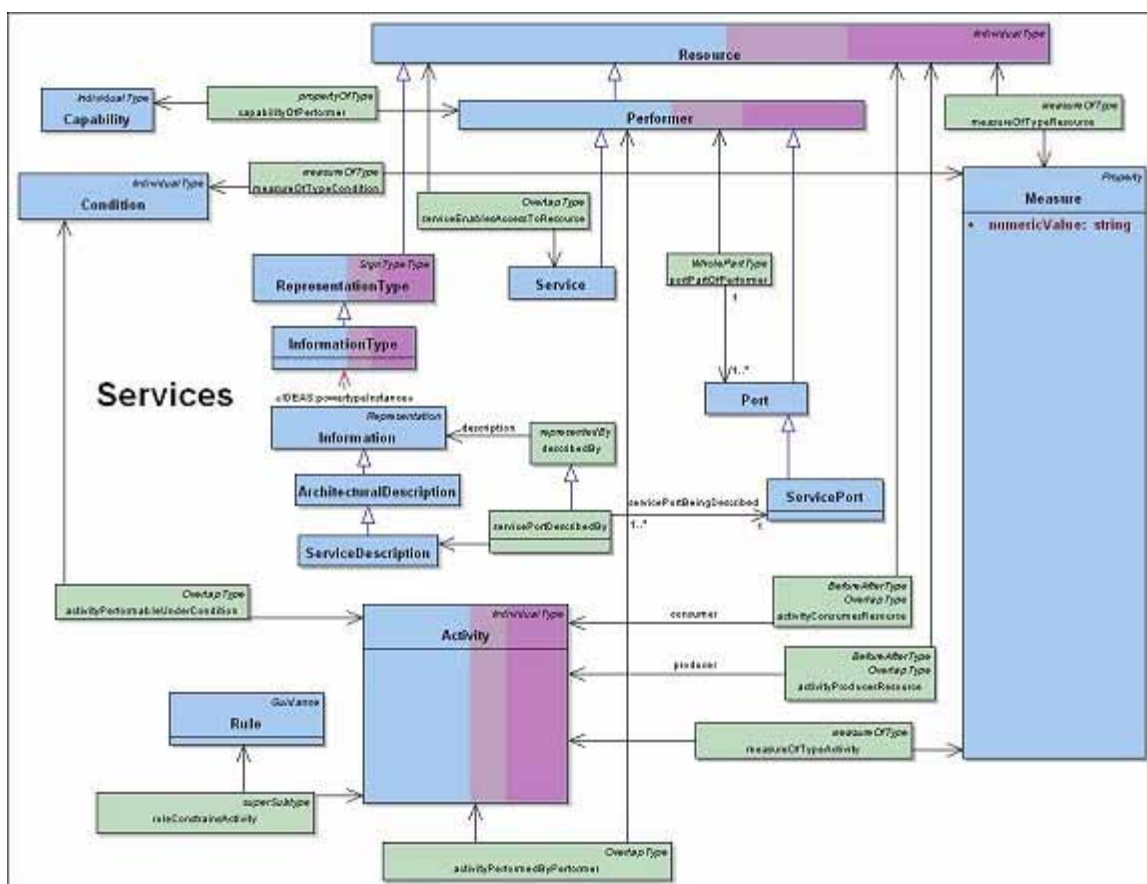 IndividualType
Resource
IndividualType
Capability
propertyOfType
capabilityOfPerformer
Performer
measureOfType
measureOfTypeResource
IndividualType
Condition
measureOfType
measureOfTypeCondition
Property
Measure
numericValue: string
OverlapType
serviceEnablesAccessToResource
SignTypeType
RepresentationType
Service
WholePartType
portPartOfPerformer
1
InformationType
Services
1..*
Port
«IDEAS:powertypeInstance»
Representation
Information
description
representedBy
describedBy
ArchitecturalDescription
servicePortBeingDescribed
ServicePort
servicePortDescribedBy
1..*
1
ServiceDescription
OverlapType
activityPerformableUnderCondition
IndividualType
Activity
consumer
BeforeAfterType
OverlapType
activityConsumesResource
producer
BeforeAfterType
OverlapType
activityProducesResource
Guidance
Rule
measureOfType
measureOfTypeActivity
superSubtype
ruleConstrainsActivity
OverlapType
activityPerformedByPerformer